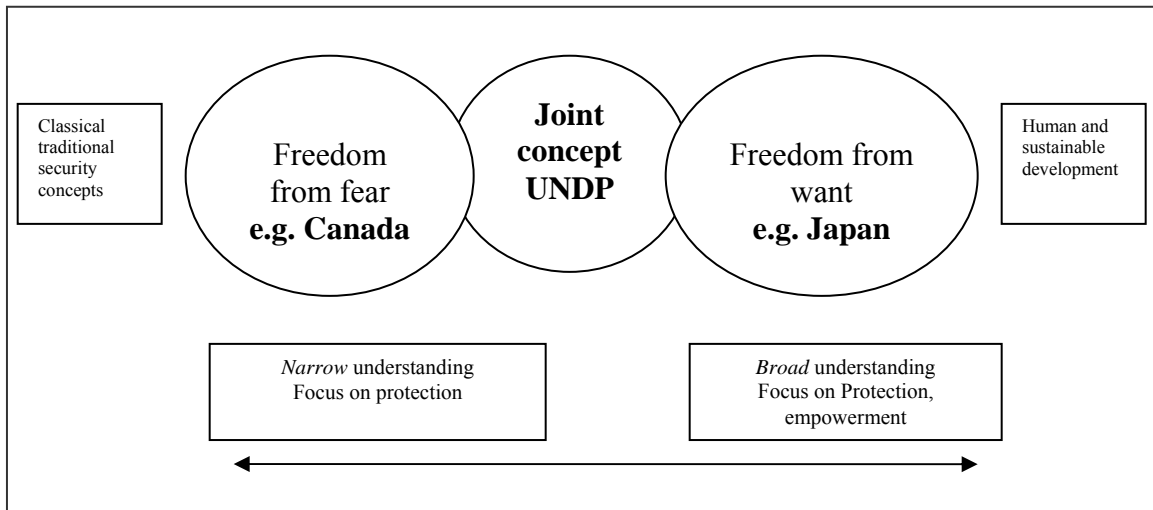 Classical
traditional
security
concepts
Freedom
from fear
e.g. Canada
Joint
concept
UNDP
Freedom from
want
e.g. Japan
Human and
sustainable
development
Narrow understanding
Focus on protection
Broad understanding
Focus on Protection,
empowerment